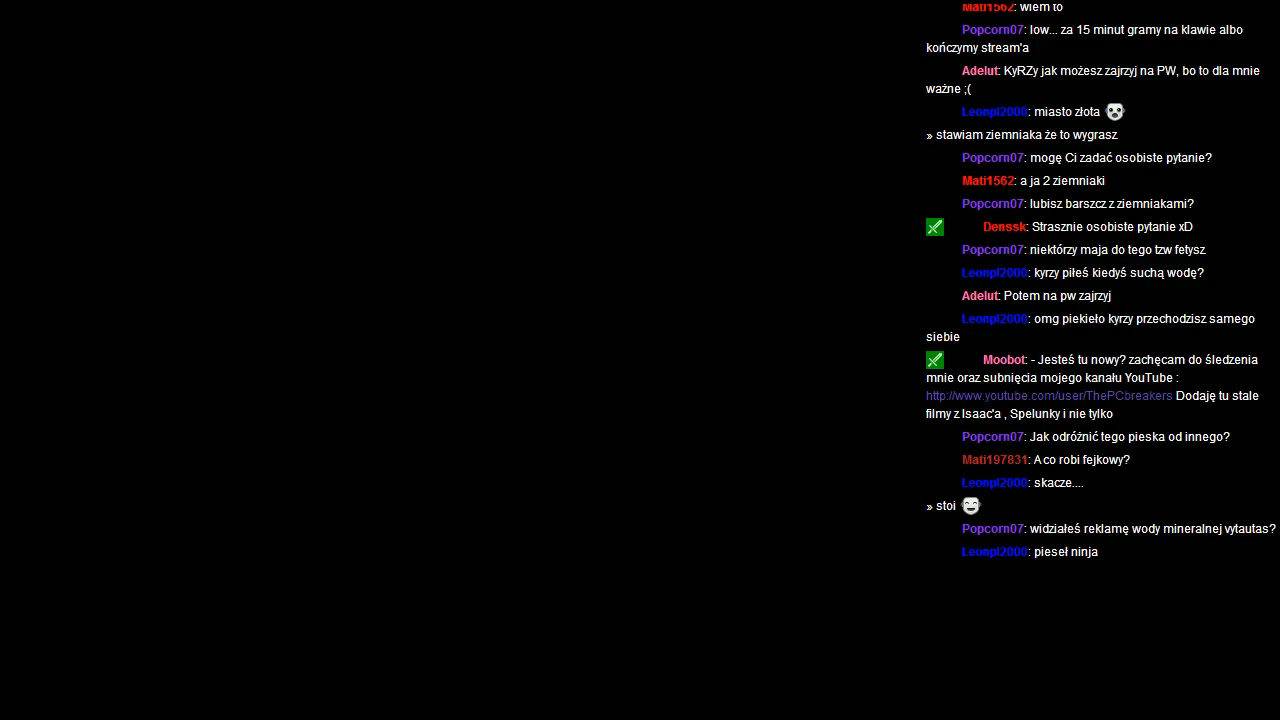 Mati1562: wiem to
Popcorn07: low... za 15 minut gramy na klawie albo
kończymy stream'a
Adelut: KyRZy jak możesz zajrzyj na PW, bo to dla mnie
ważne ;(
Leonpl2000: miasto złota
» stawiam ziemniaka że to wygrasz
Popcorn07: mogę Ci zadać osobiste pytanie?
Mati1562: a ja 2 ziemniaki
Popcorn07: lubisz barszcz z ziemniakami?
Denssk: Strasznie osobiste pytanie xD
Popcorn07: niektórzy maja do tego tzw fetysz
Leonpl2000: kyrzy piłeś kiedyś suchą wodę?
Adelut: Potem na pw zajrzyj
Leonpl2000: omg piekieło kyrzy przechodzisz samego
siebie
Moobot: - Jesteś tu nowy? zachęcam do śledzenia
mnie oraz subnięcia mojego kanału YouTube :
http://www.youtube.com/user/ThePCbreakers Dodaję tu stale
filmy z Isaac'a , Spelunky i nie tylko
Popcorn07: Jak odróżnić tego pieska od innego?
Mati197831: A co robi fejkowy?
Leonpl2000: skacze....
» stoi
Popcorn07: widziałeś reklamę wody mineralnej vytautas?
Leonpl2000: pieseł ninja